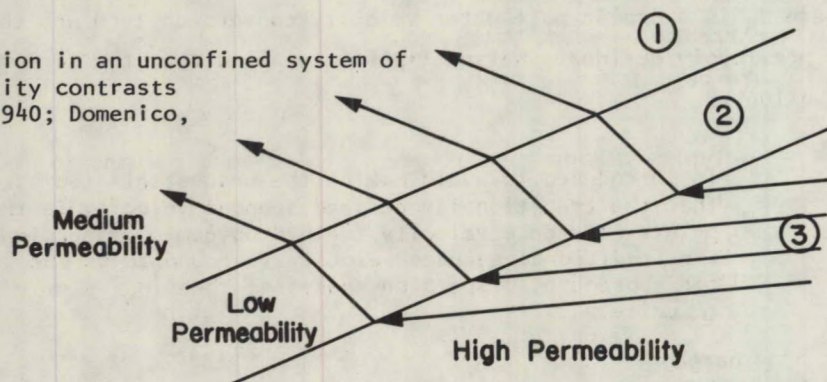 ion in an unconfined system of
ity contrasts
940; Domenico,
①
②
③
Medium
Permeability
Low
Permeability
High Permeability